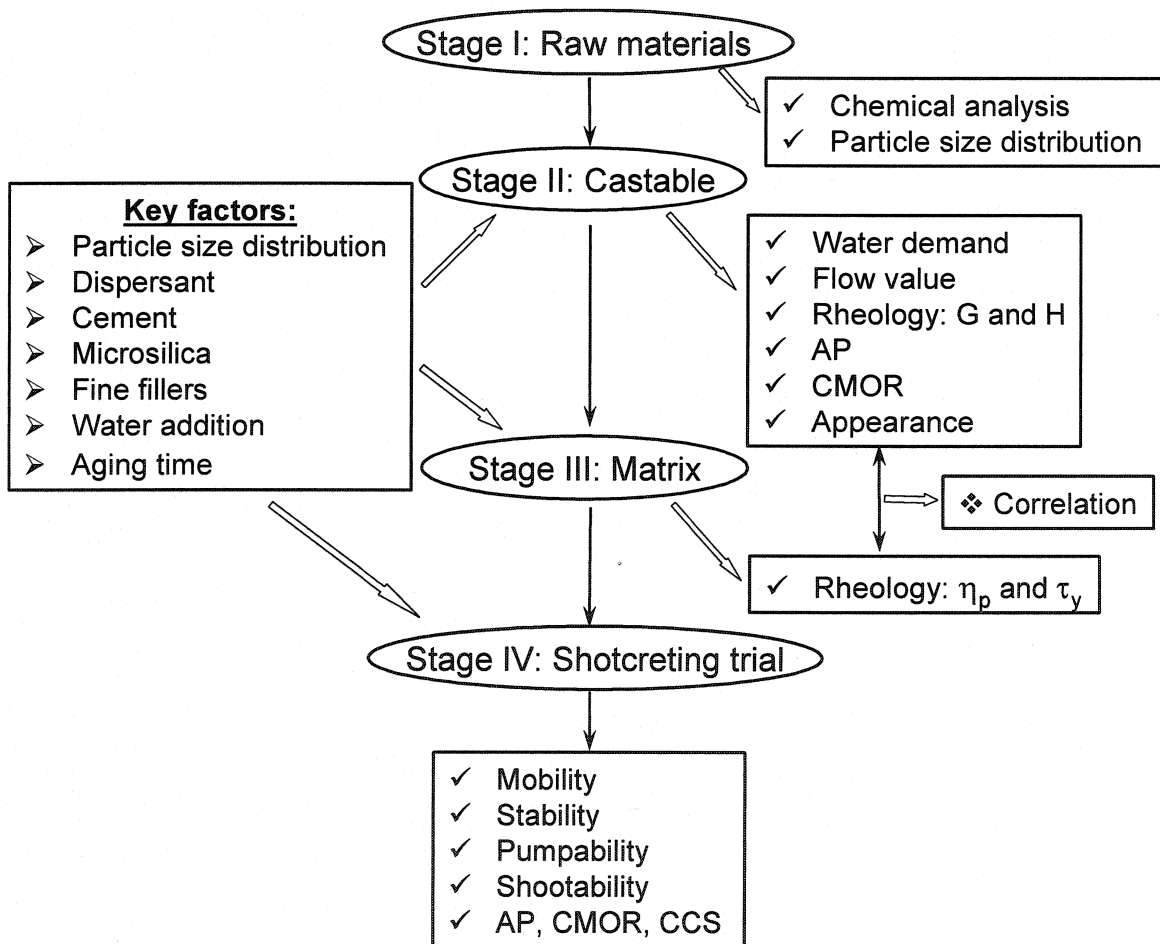 Stage I: Raw materials
✓ Chemical analysis
✓ Particle size distribution
Stage II: Castable
Key factors:
➢ Particle size distribution
➢ Dispersant
➢ Cement
➢ Microsilica
➢ Fine fillers
➢ Water addition
➢ Aging time
✓ Water demand
✓ Flow value
✓ Rheology: G and H
✓ AP
✓ CMOR
✓ Appearance
Stage III: Matrix
❖ Correlation
✓ Rheology: ηp and τy
Stage IV: Shotcreting trial
✓ Mobility
✓ Stability
✓ Pumpability
✓ Shootability
✓ AP, CMOR, CCS